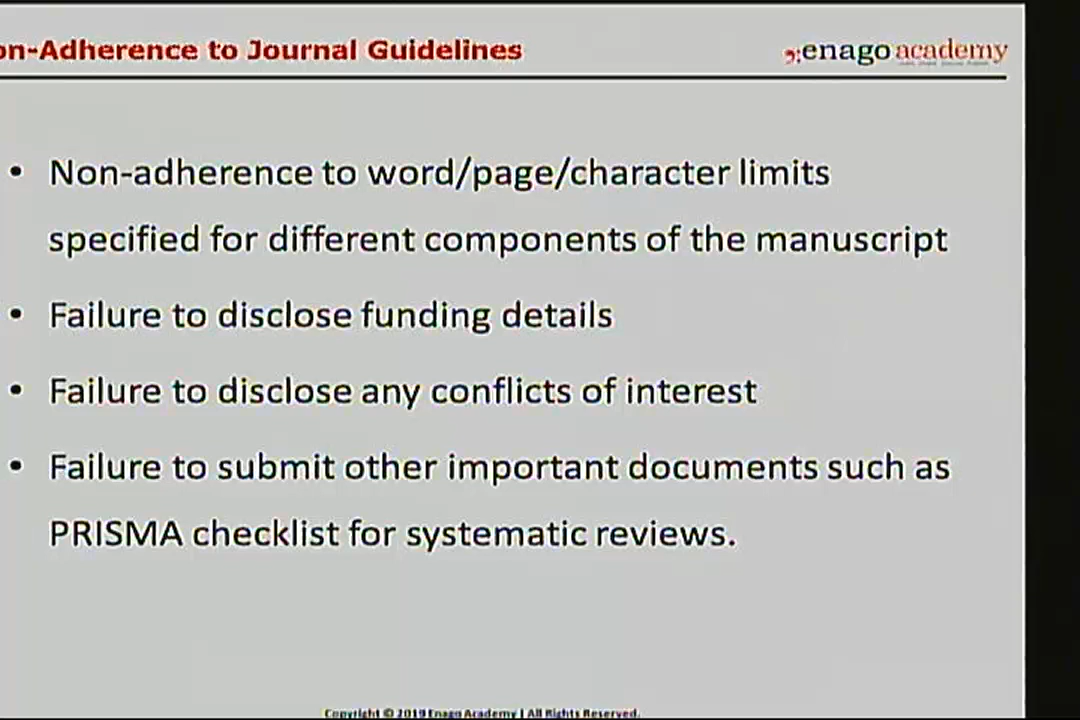 on-Adherence to Journal Guidelines
enago academy
• Non-adherence to word/page/character limits
specified for different components of the manuscript
• Failure to disclose funding details
• Failure to disclose any conflicts of interest
• Failure to submit other important documents such as
PRISMA checklist for systematic reviews.
Copyright © 2019 Enago Academy | All Rights Reserved.